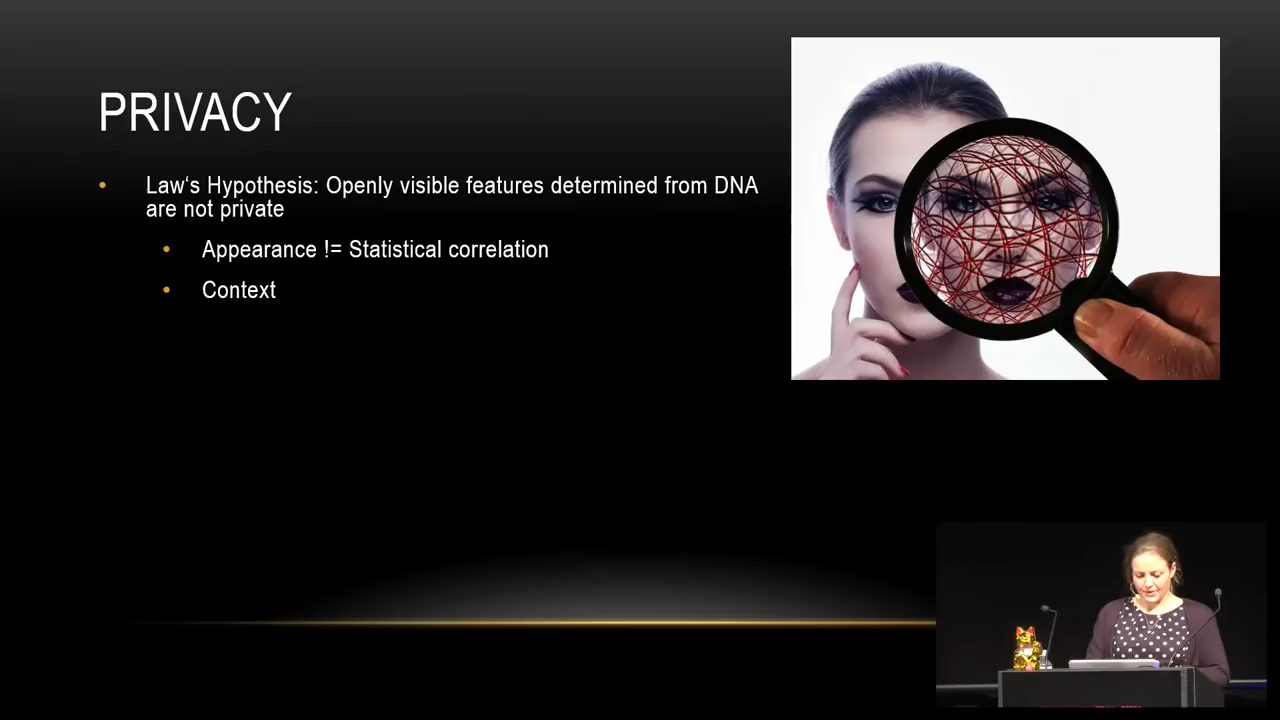 PRIVACY
• Law‘s Hypothesis: Openly visible features determined from DNA
are not private
• Appearance != Statistical correlation
• Context